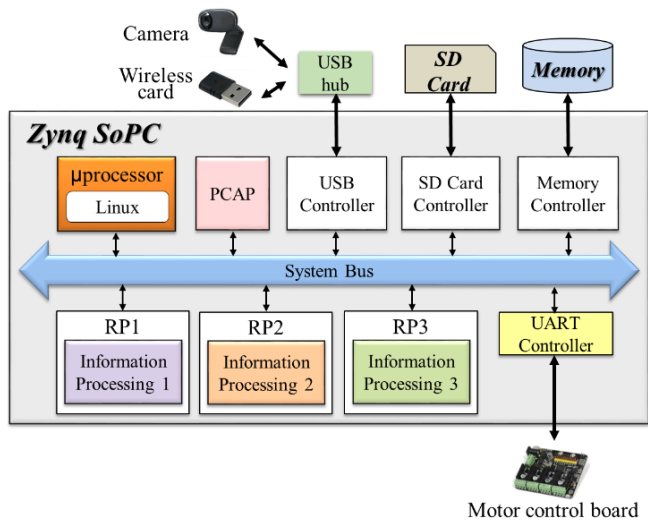 Camera
Wireless
card
USB
hub
SD
Card
Memory
Zynq SoPC
μprocessor
Linux
PCAP
USB
Controller
SD Card
Controller
Memory
Controller
System Bus
RP1
Information
Processing 1
RP2
Information
Processing 2
RP3
Information
Processing 3
UART
Controller
Motor control board